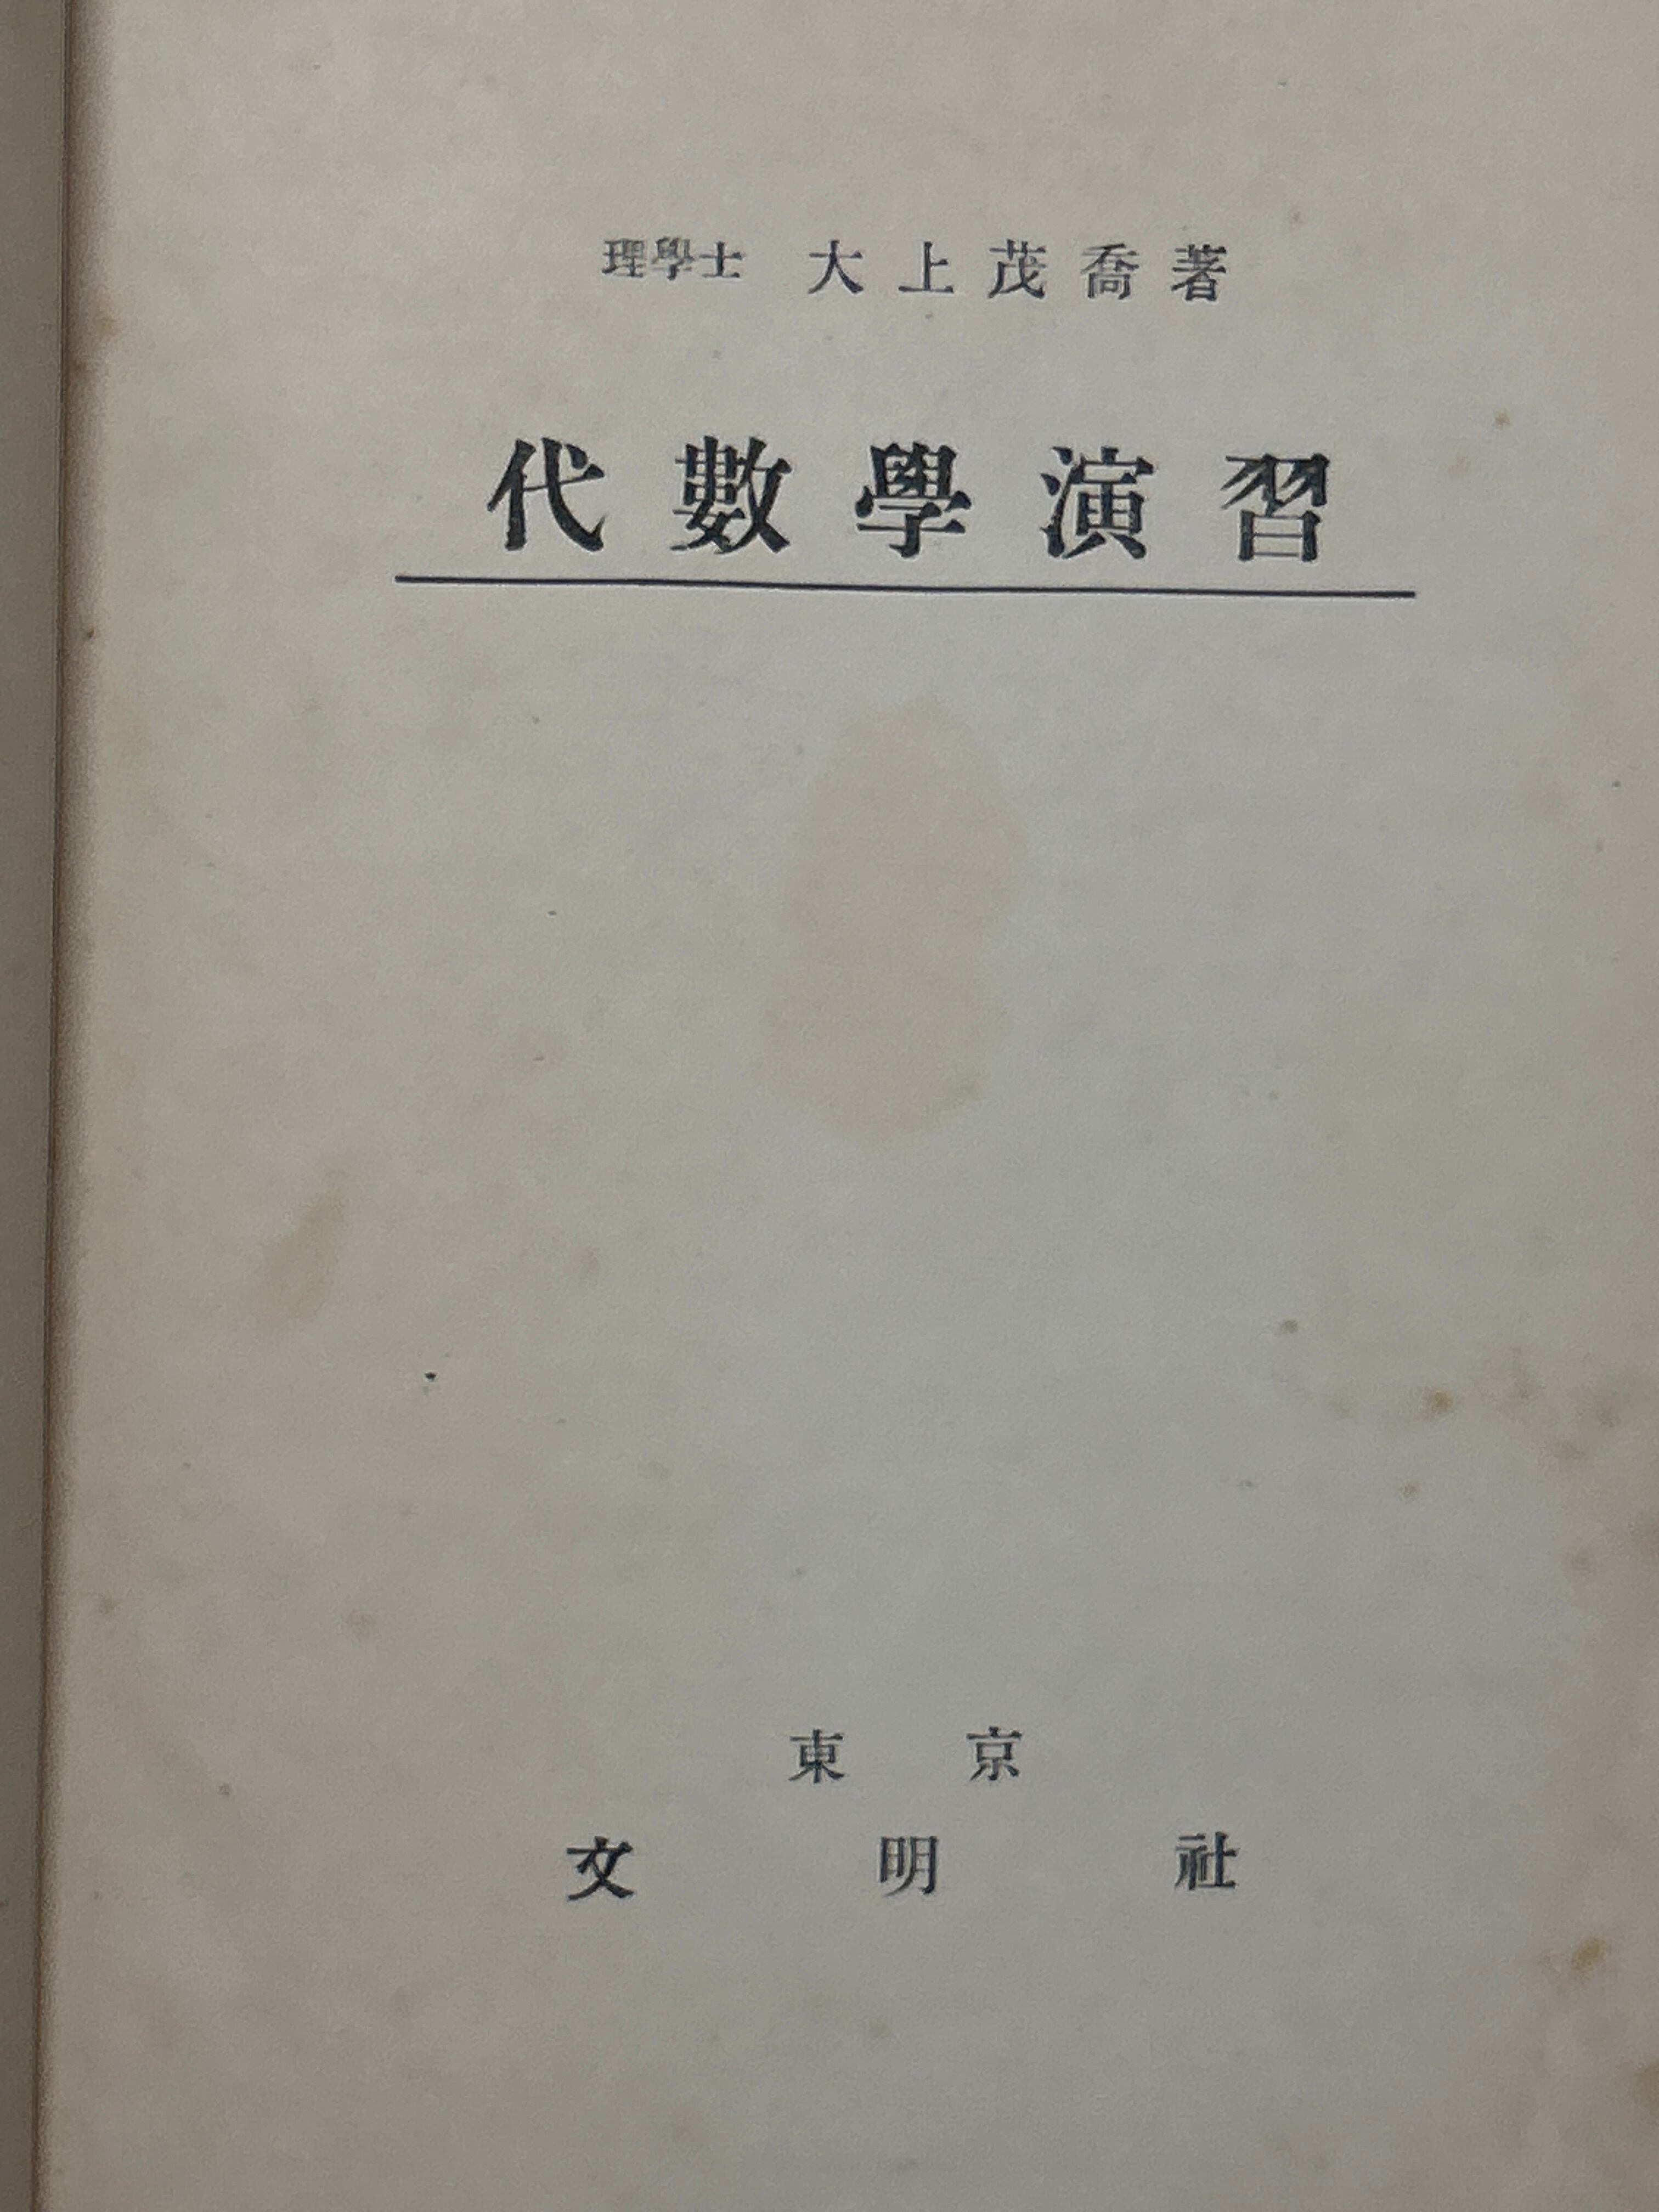 理學士 大上茂喬著
代數學演習
東京
文明社